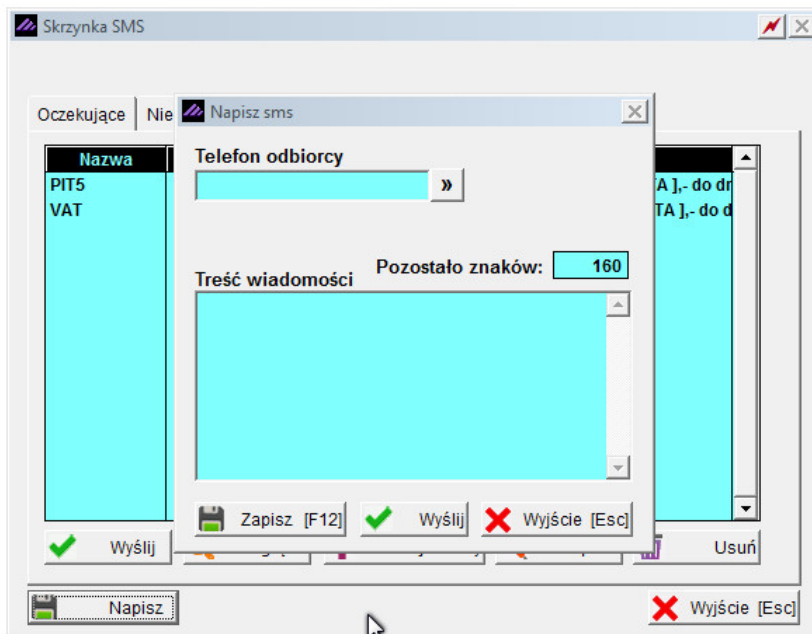 Skrzynka SMS
Oczekujące Nie
Napisz sms
Nazwa
Telefon odbiorcy
»
PIT5 TA ],- do dr
VAT TA ],- do d
Pozostało znaków: 160
Treść wiadomości
Zapisz [F12] Wyślij Wyjście [Esc]
Wyślij Usuń
Napisz Wyjście [Esc]